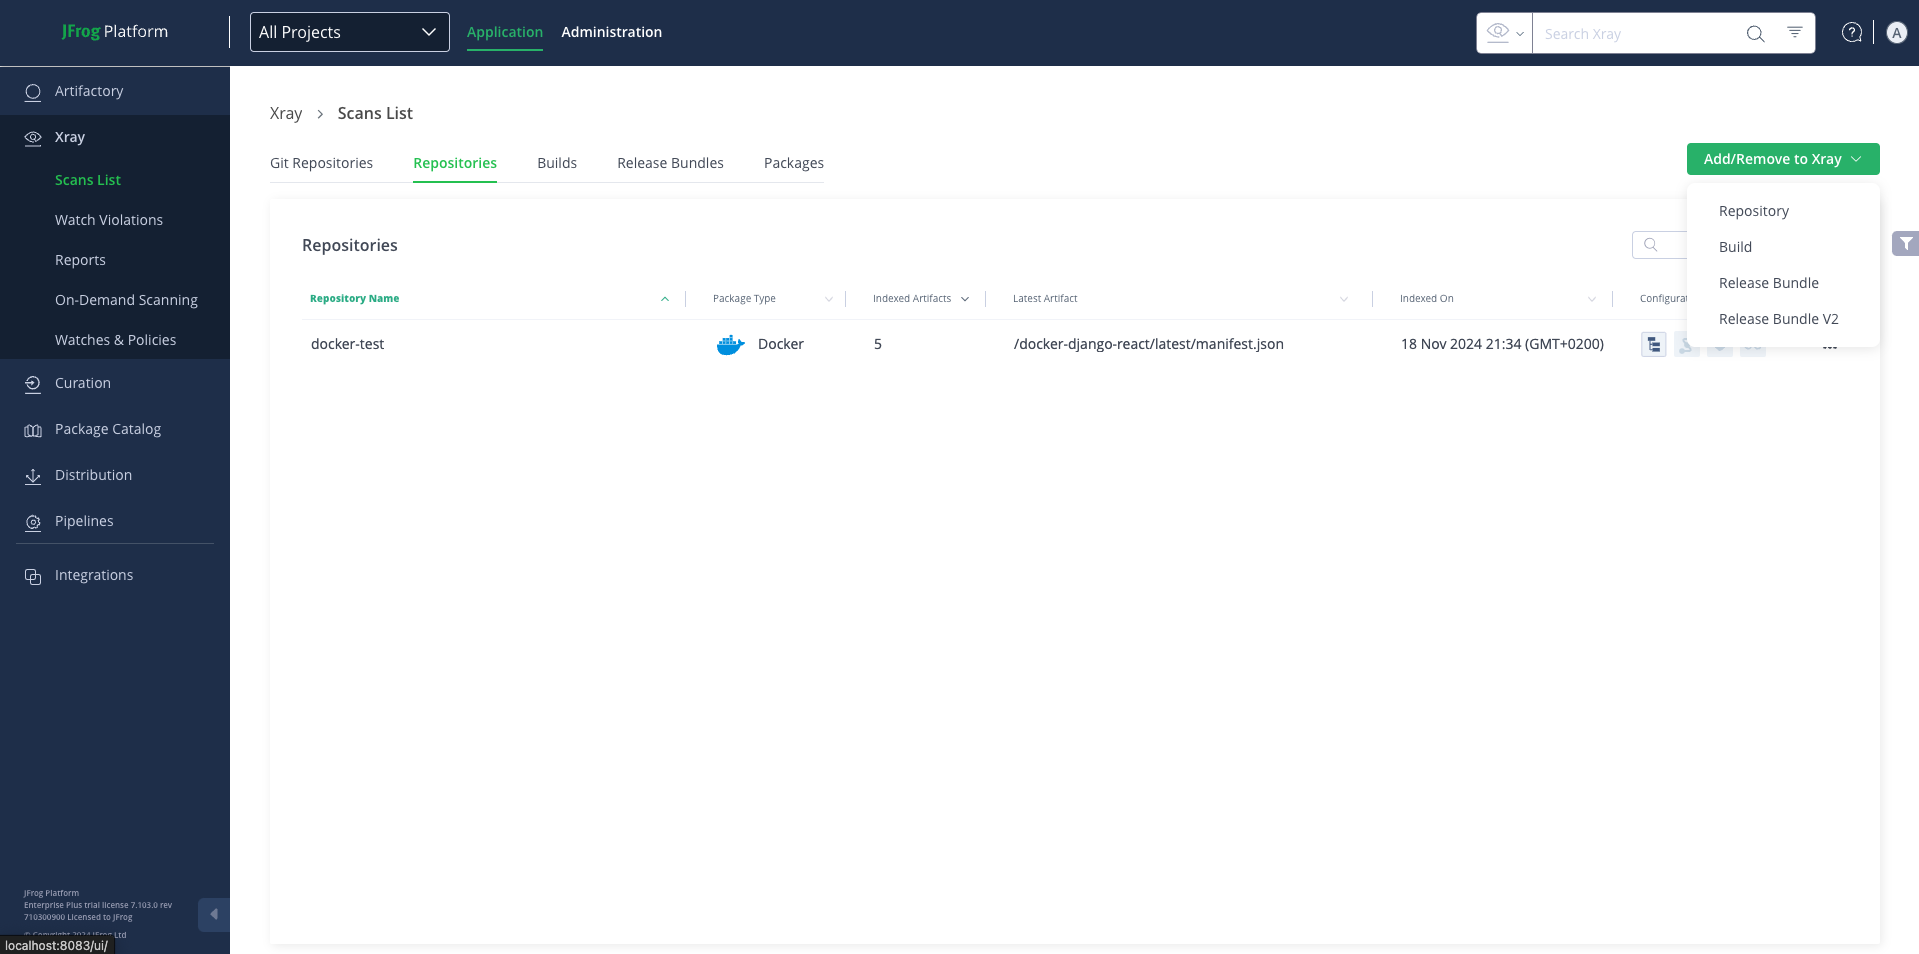 JFrog Platform
All Projects
Application
Administration
Search Xray
A
Artifactory
Xray
Scans List
Watch Violations
Reports
On-Demand Scanning
Watches & Policies
Curation
Package Catalog
Distribution
Pipelines
Integrations
JFrog Platform
Enterprise Plus trial license 7.103.0 rev
710300900 Licensed to JFrog
© Copyright 2024 JFrog Ltd
localhost:8083/ui/
Xray > Scans List
Git Repositories
Repositories
Builds
Release Bundles
Packages
Add/Remove to Xray
Repository
Build
Release Bundle
Release Bundle V2
Repositories
Repository Name
Package Type
Indexed Artifacts
Latest Artifact
Indexed On
docker-test
Docker
5
/docker-django-react/latest/manifest.json
18 Nov 2024 21:34 (GMT+0200)